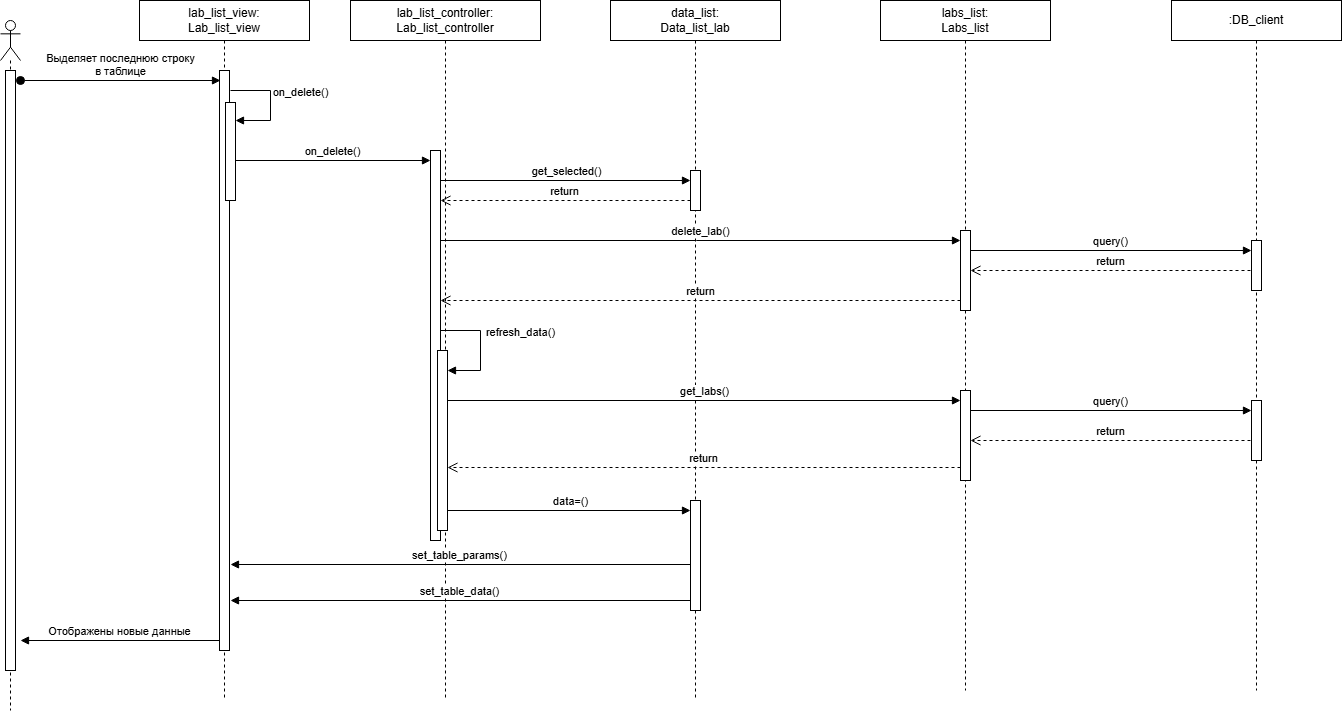 lab_list_view:
Lab_list_view
lab_list_controller:
Lab_list_controller
data_list:
Data_list_lab
labs_list:
Labs_list
:DB_client
Выделяет последнюю строку
в таблице
on_delete()
on_delete()
get_selected()
return
delete_lab()
query()
return
return
refresh_data()
get_labs()
query()
return
return
data=()
set_table_params()
set_table_data()
Отображены новые данные